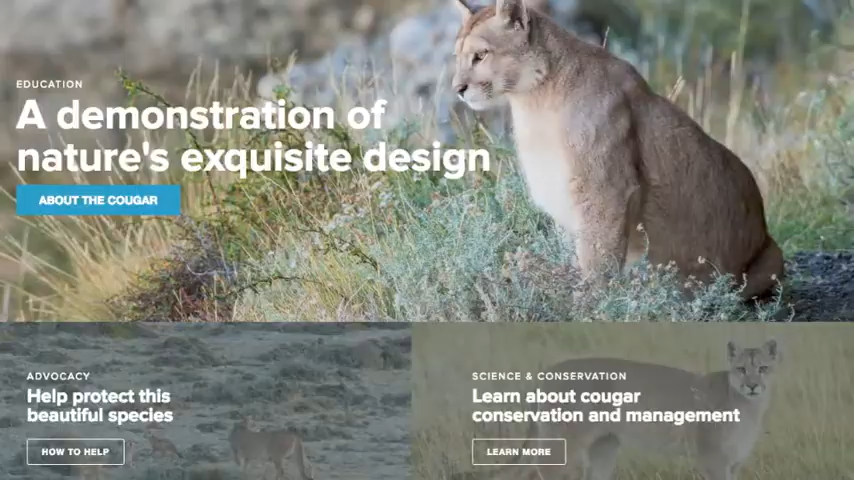 EDUCATION
A demonstration of
nature's exquisite design
ABOUT THE COUGAR
ADVOCACY
Help protect this
beautiful species
HOW TO HELP
SCIENCE & CONSERVATION
Learn about cougar
conservation and management
LEARN MORE